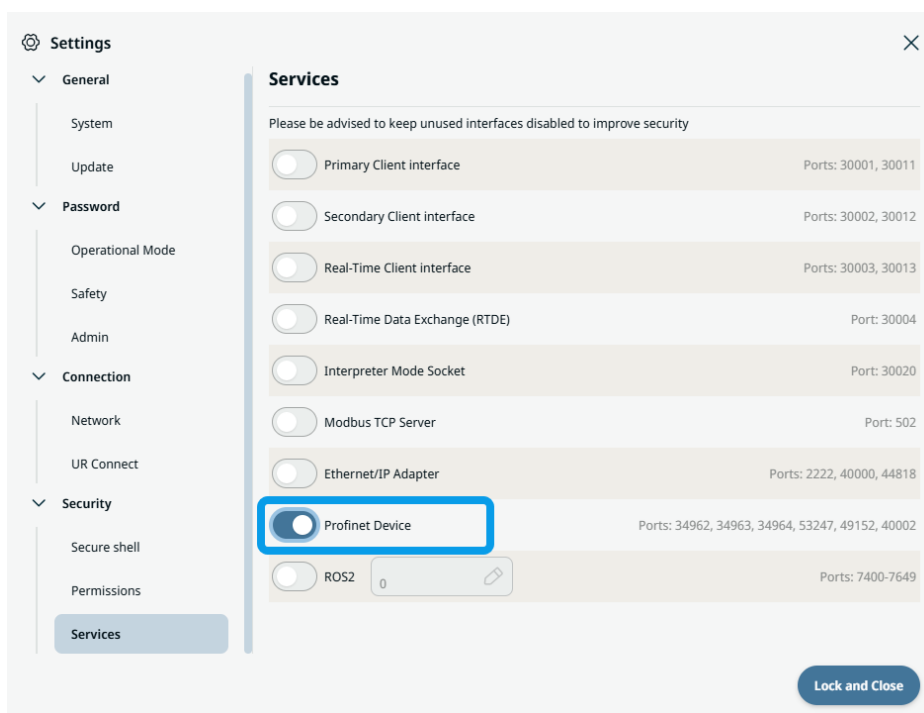 Settings
General
System
Update
Password
Operational Mode
Safety
Admin
Connection
Network
UR Connect
Security
Secure shell
Permissions
Services
Services
Please be advised to keep unused interfaces disabled to improve security
Primary Client interface Ports: 30001, 30011
Secondary Client interface Ports: 30002, 30012
Real-Time Client interface Ports: 30003, 30013
Real-Time Data Exchange (RTDE) Port: 30004
Interpreter Mode Socket Port: 30020
Modbus TCP Server Port: 502
Ethernet/IP Adapter Ports: 2222, 40000, 44818
Profinet Device Ports: 34962, 34963, 34964, 53247, 49152, 40002
ROS2 0 Ports: 7400-7649
Lock and Close